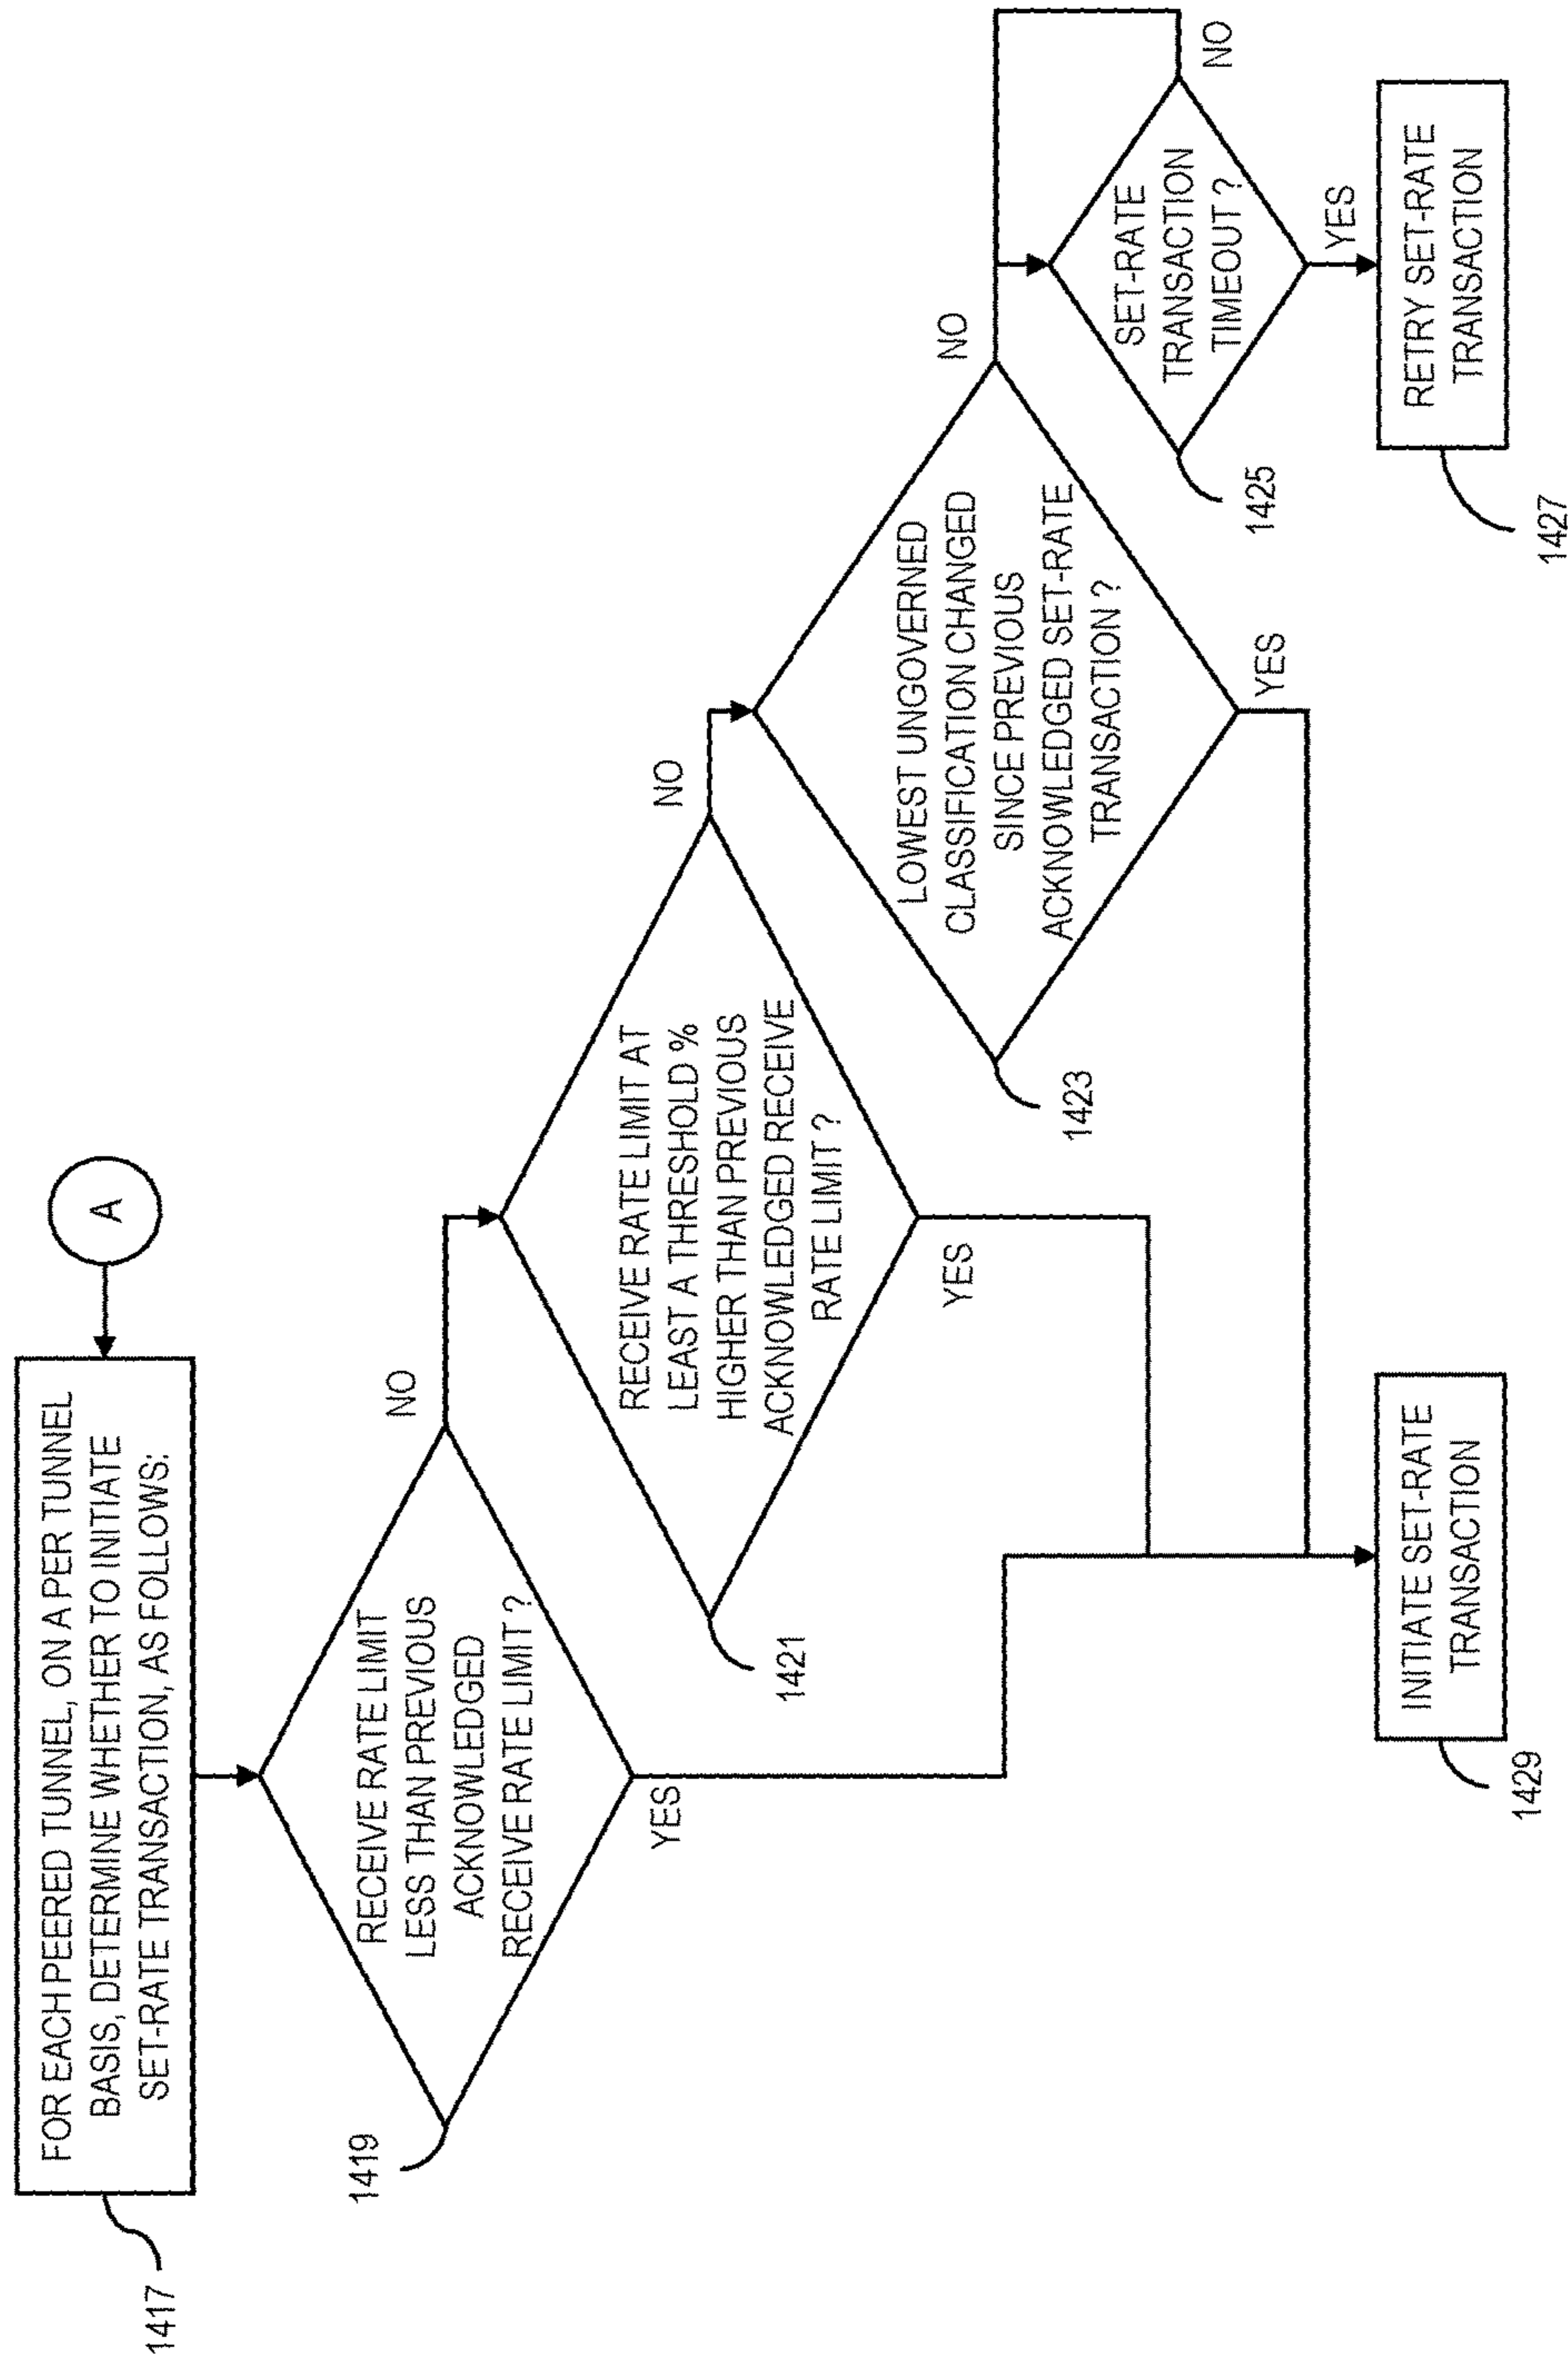 A
FOR EACH PEERED TUNNEL, ON A PER TUNNEL
BASIS, DETERMINE WHETHER TO INITIATE
SET-RATE TRANSACTION, AS FOLLOWS:
1417
RECEIVE RATE LIMIT
LESS THAN PREVIOUS
ACKNOWLEDGED
RECEIVE RATE LIMIT ?
1419
NO
YES
RECEIVE RATE LIMIT AT
LEAST A THRESHOLD %
HIGHER THAN PREVIOUS
ACKNOWLEDGED RECEIVE
RATE LIMIT ?
1421
NO
YES
LOWEST UNGOVERNED
CLASSIFICATION CHANGED
SINCE PREVIOUS
ACKNOWLEDGED SET-RATE
TRANSACTION ?
1423
NO
YES
SET-RATE
TRANSACTION
TIMEOUT ?
1425
NO
YES
RETRY SET-RATE
TRANSACTION
1427
INITIATE SET-RATE
TRANSACTION
1429